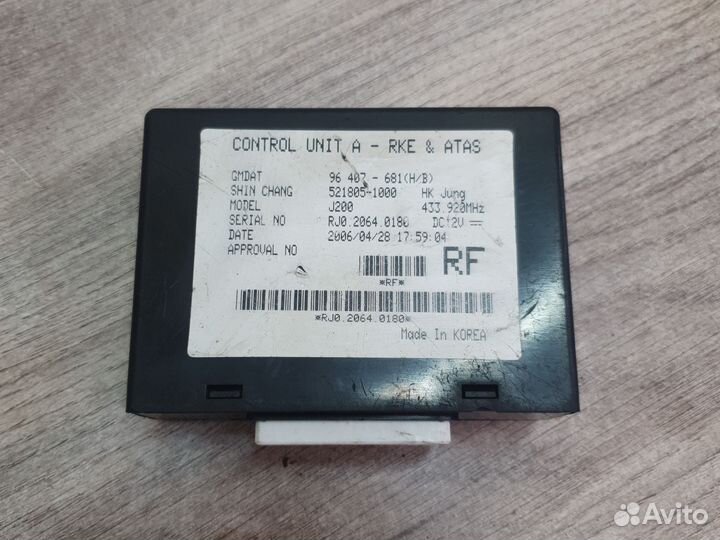 CONTROL UNIT A - RKE & ATAS
GMDAT 96 407 - 681(H/B)
SHIN CHANG 521805-1000 HK Jung
MODEL J200 433.920MHz
SERIAL NO RJ0.2064.0180 DC12V
DATE 2006/04/28 17:59:04
APPROVAL NO
RF
*RF*
*RJ0.2064.0180*
Made In KOREA
Avito